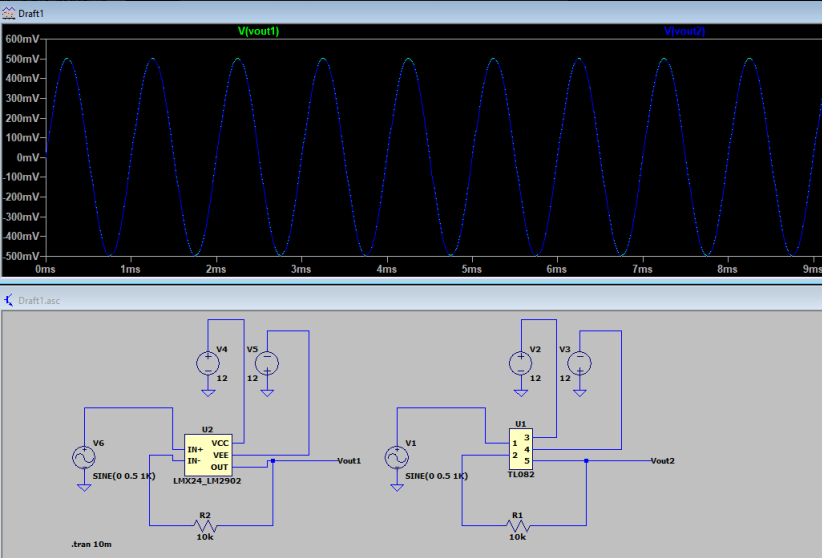 Draft1
V(vout1) V(vout2)
600mV
500mV
400mV
300mV
200mV
100mV
0mV
-100mV
-200mV
-300mV
-400mV
-500mV
0ms 1ms 2ms 3ms 4ms 5ms 6ms 7ms 8ms 9ms
Draft1.asc
V4 V5 V2 V3
+ − + −
− + − +
12 12 12 12
U2 U1
V6 IN+ VCC V1 1 3
IN- VEE 2 4
OUT Vout1 5 Vout2
SINE(0 0.5 1K) LMX24_LM2902 SINE(0 0.5 1K) TL082
R2 R1
10k 10k
.tran 10m